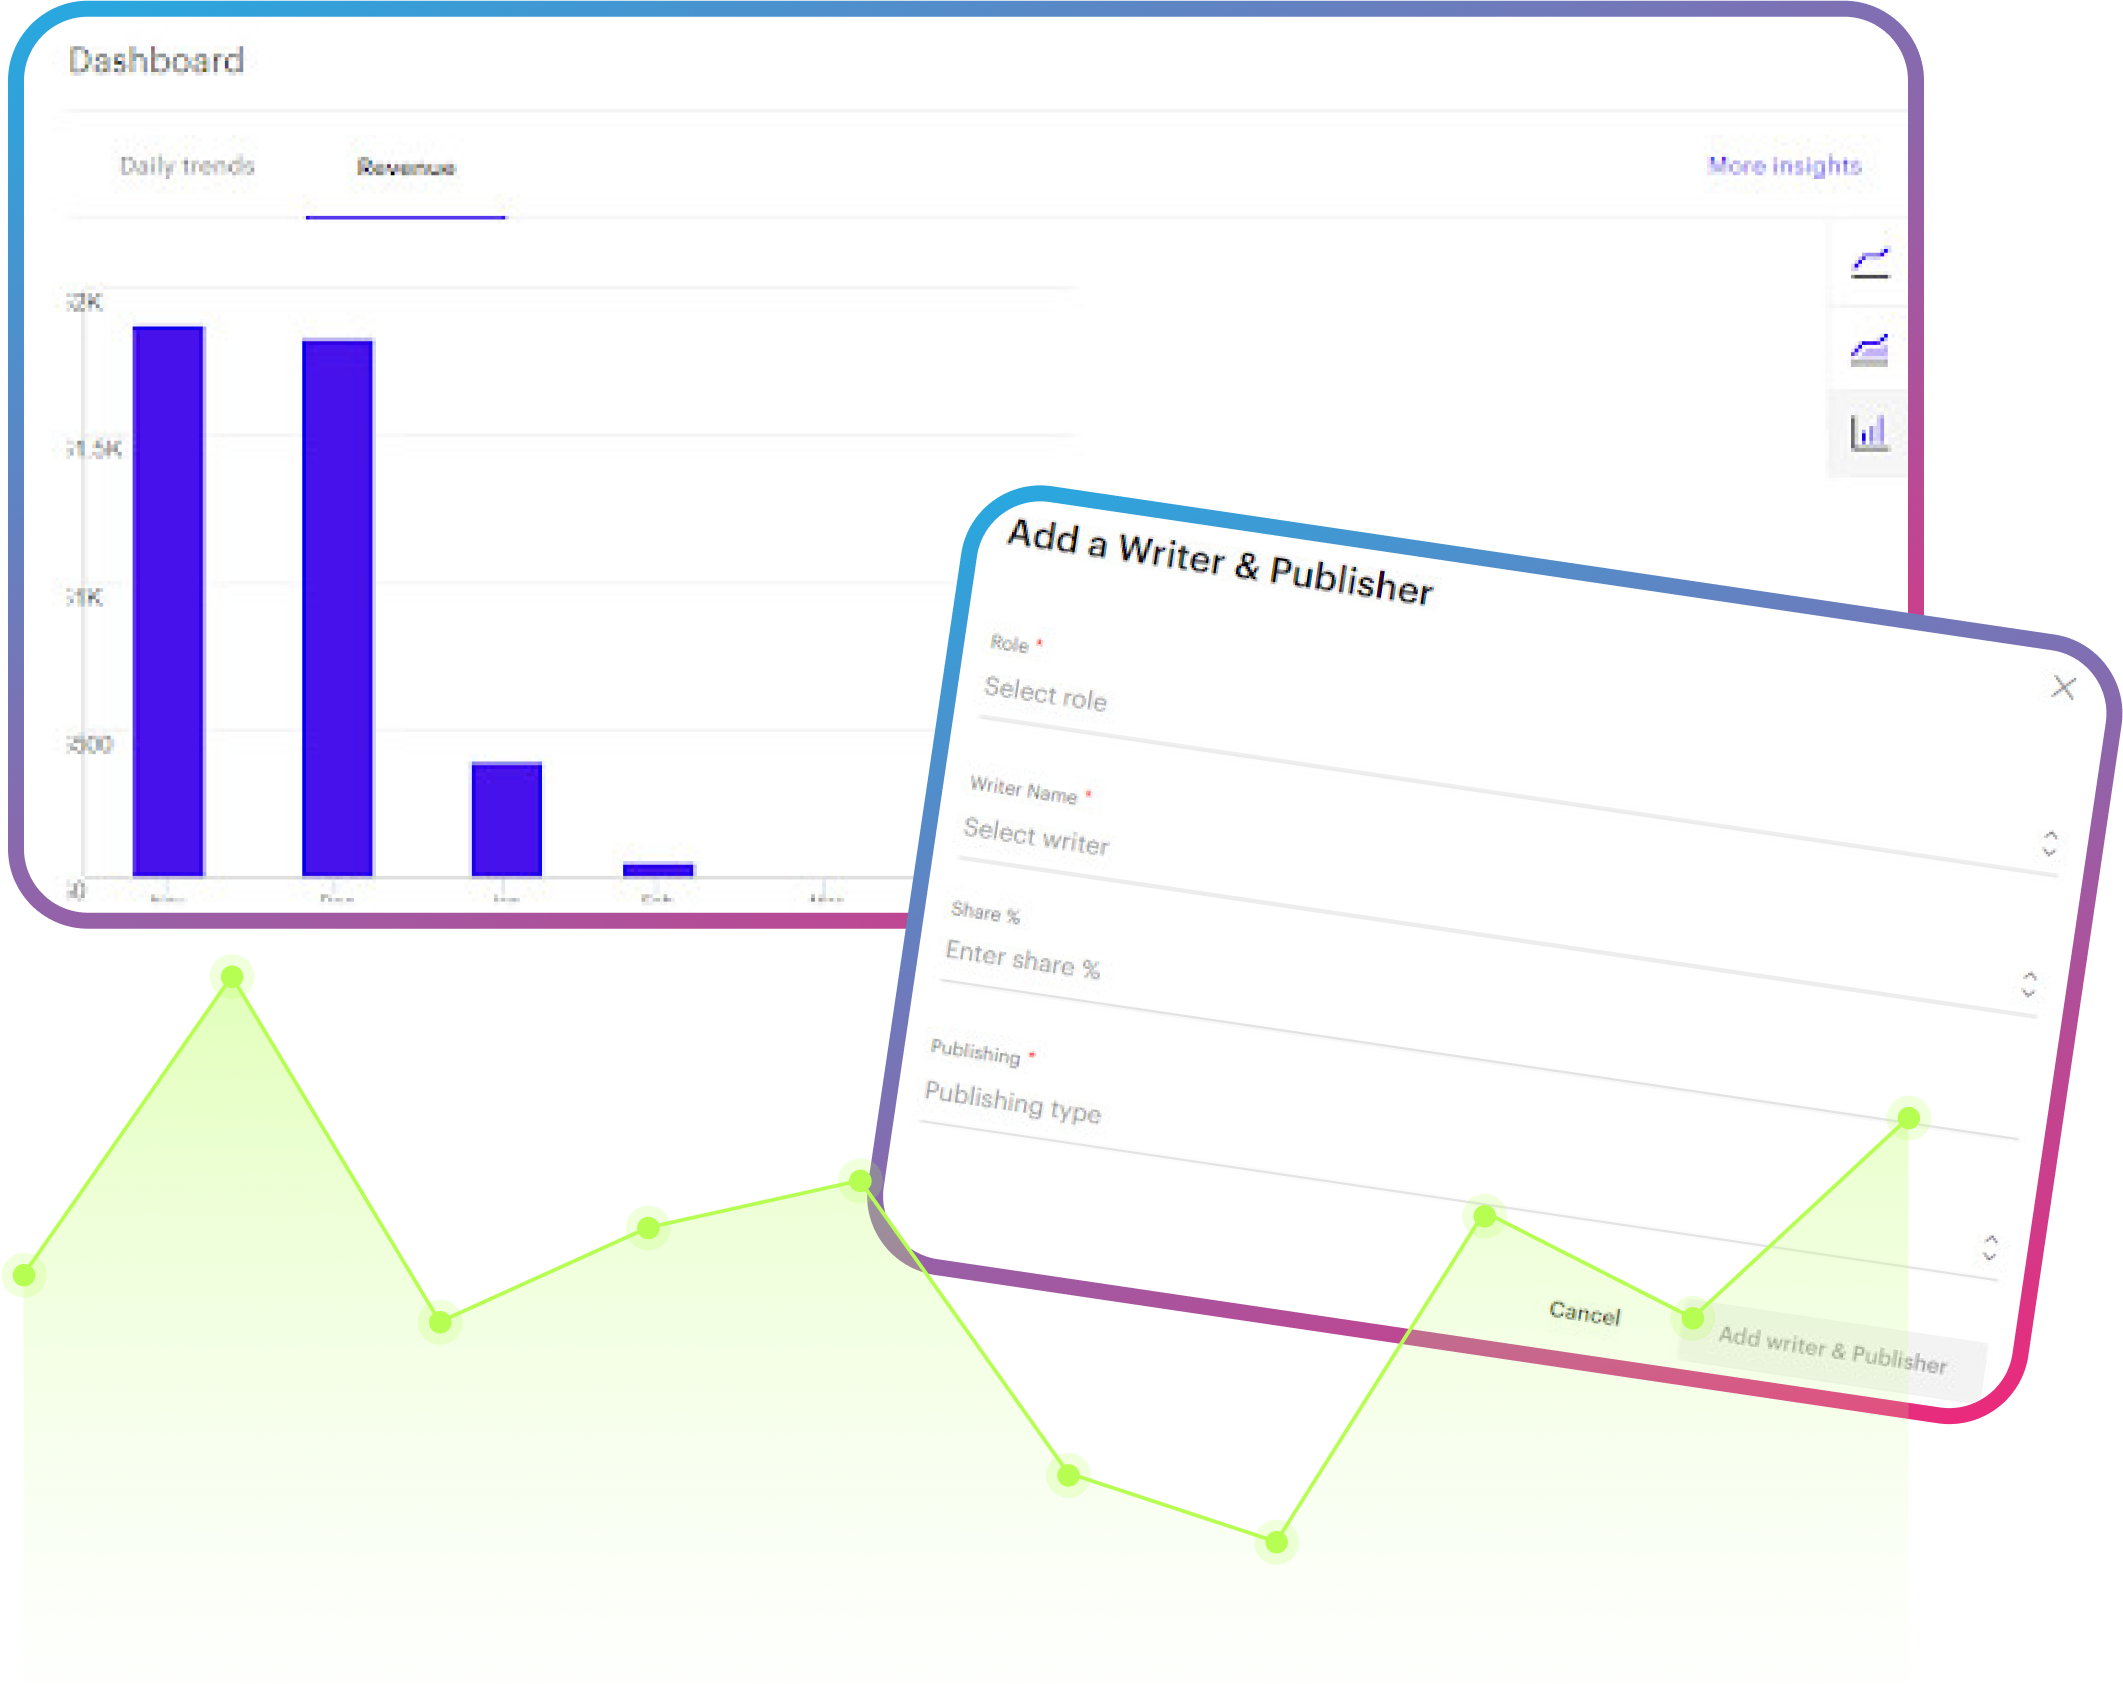 Dashboard
Daily trends
Revenue
More insights
$2K
$1.5K
$1K
$500
$0
Add a Writer & Publisher
Role *
Select role
Writer Name *
Select writer
Share %
Enter share %
Publishing *
Publishing type
Cancel
Add writer & Publisher